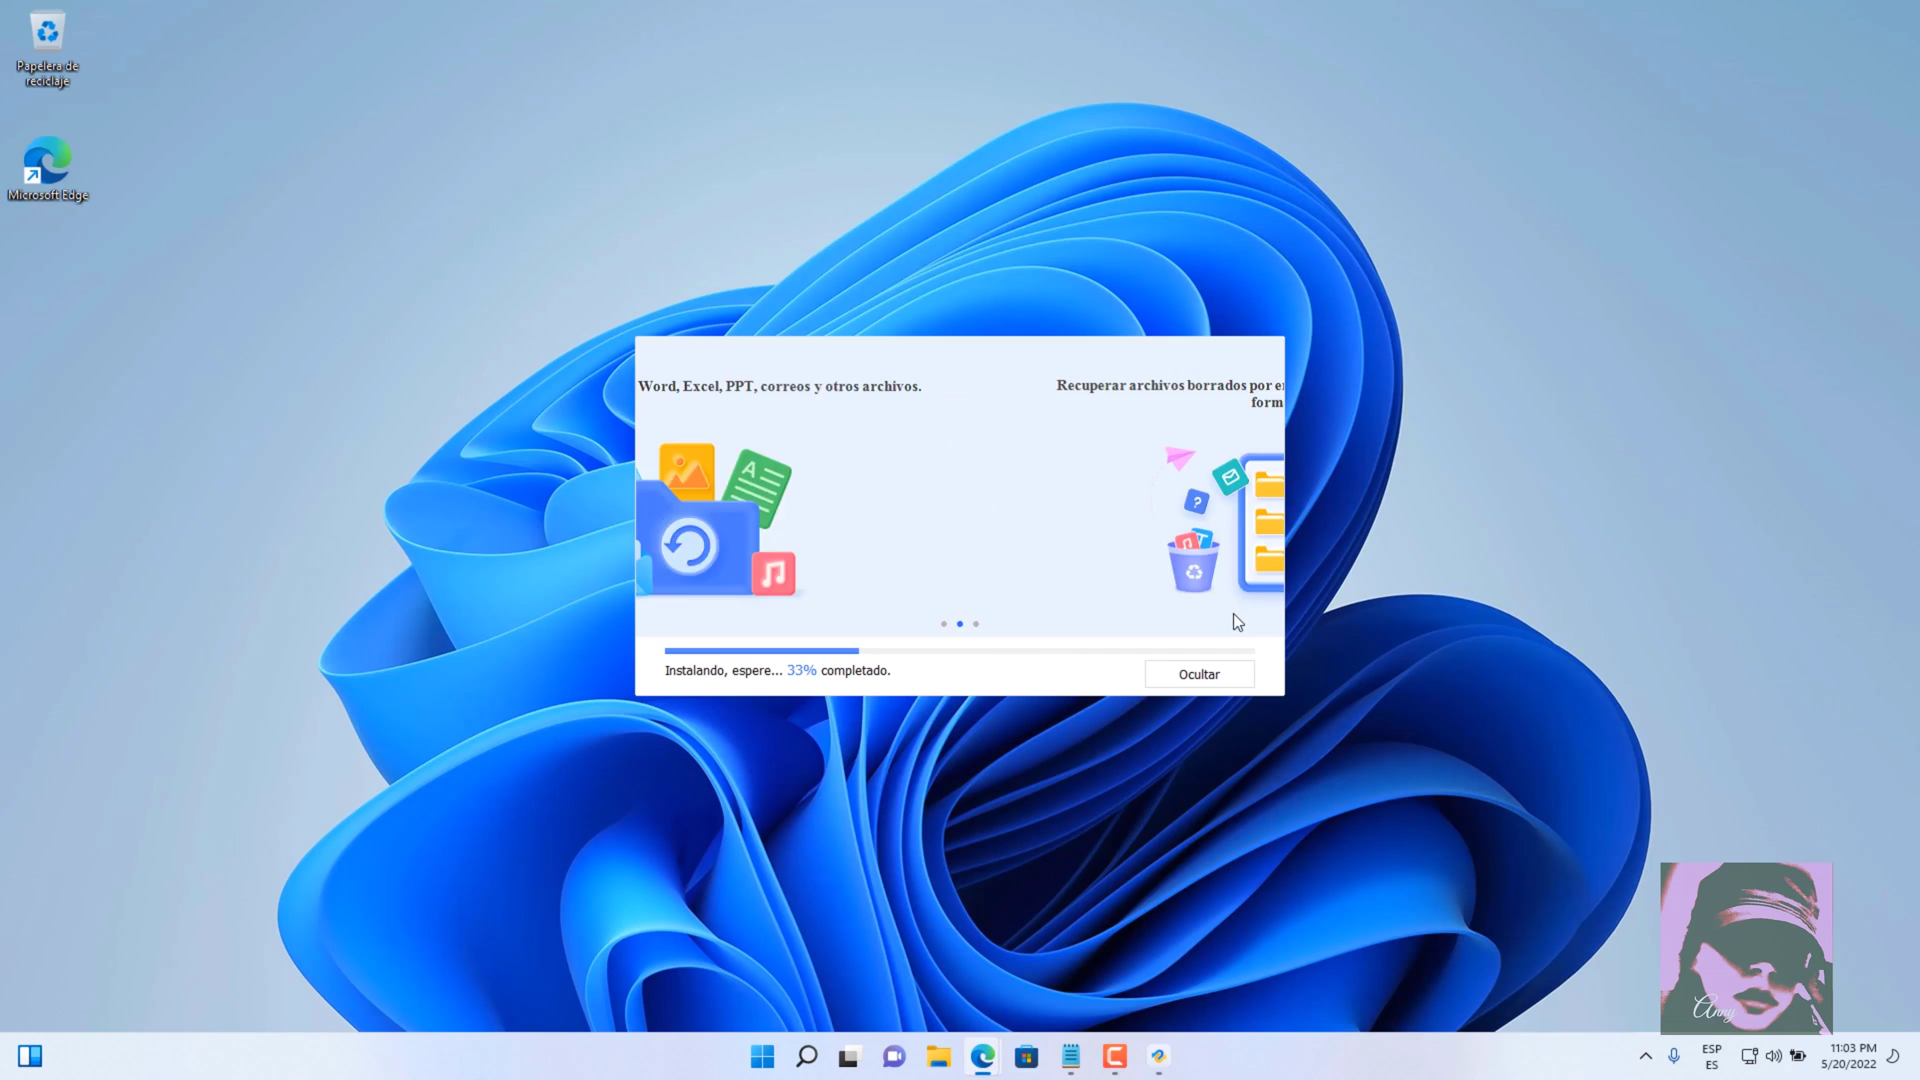 Papelera de
reciclaje
Microsoft Edge
Word, Excel, PPT, correos y otros archivos.
Recuperar archivos borrados por e
form
A
?
Instalando, espere... 33% completado.
Ocultar
Anny
ESP
ES
11:03 PM
5/20/2022